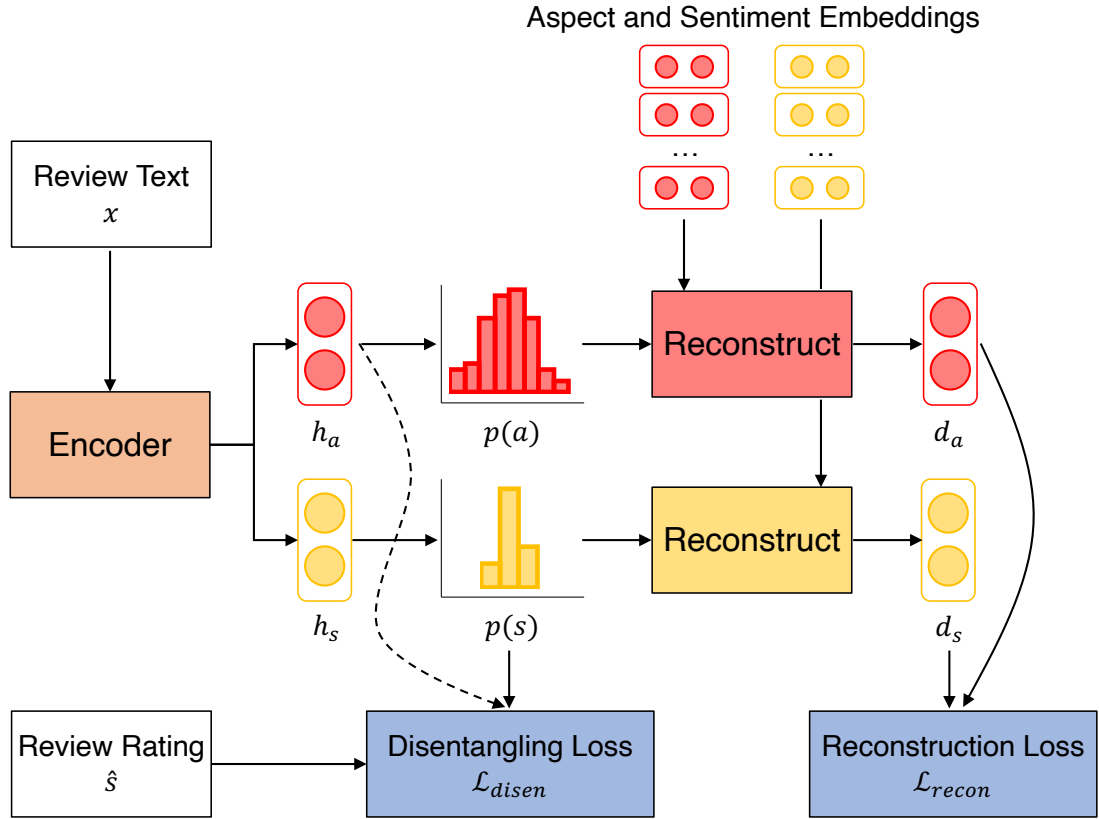 Aspect and Sentiment Embeddings
...
...
Review Text
x
Encoder
h_a
p(a)
Reconstruct
d_a
h_s
p(s)
Reconstruct
d_s
Review Rating
ŝ
Disentangling Loss
ℒ_disen
Reconstruction Loss
ℒ_recon